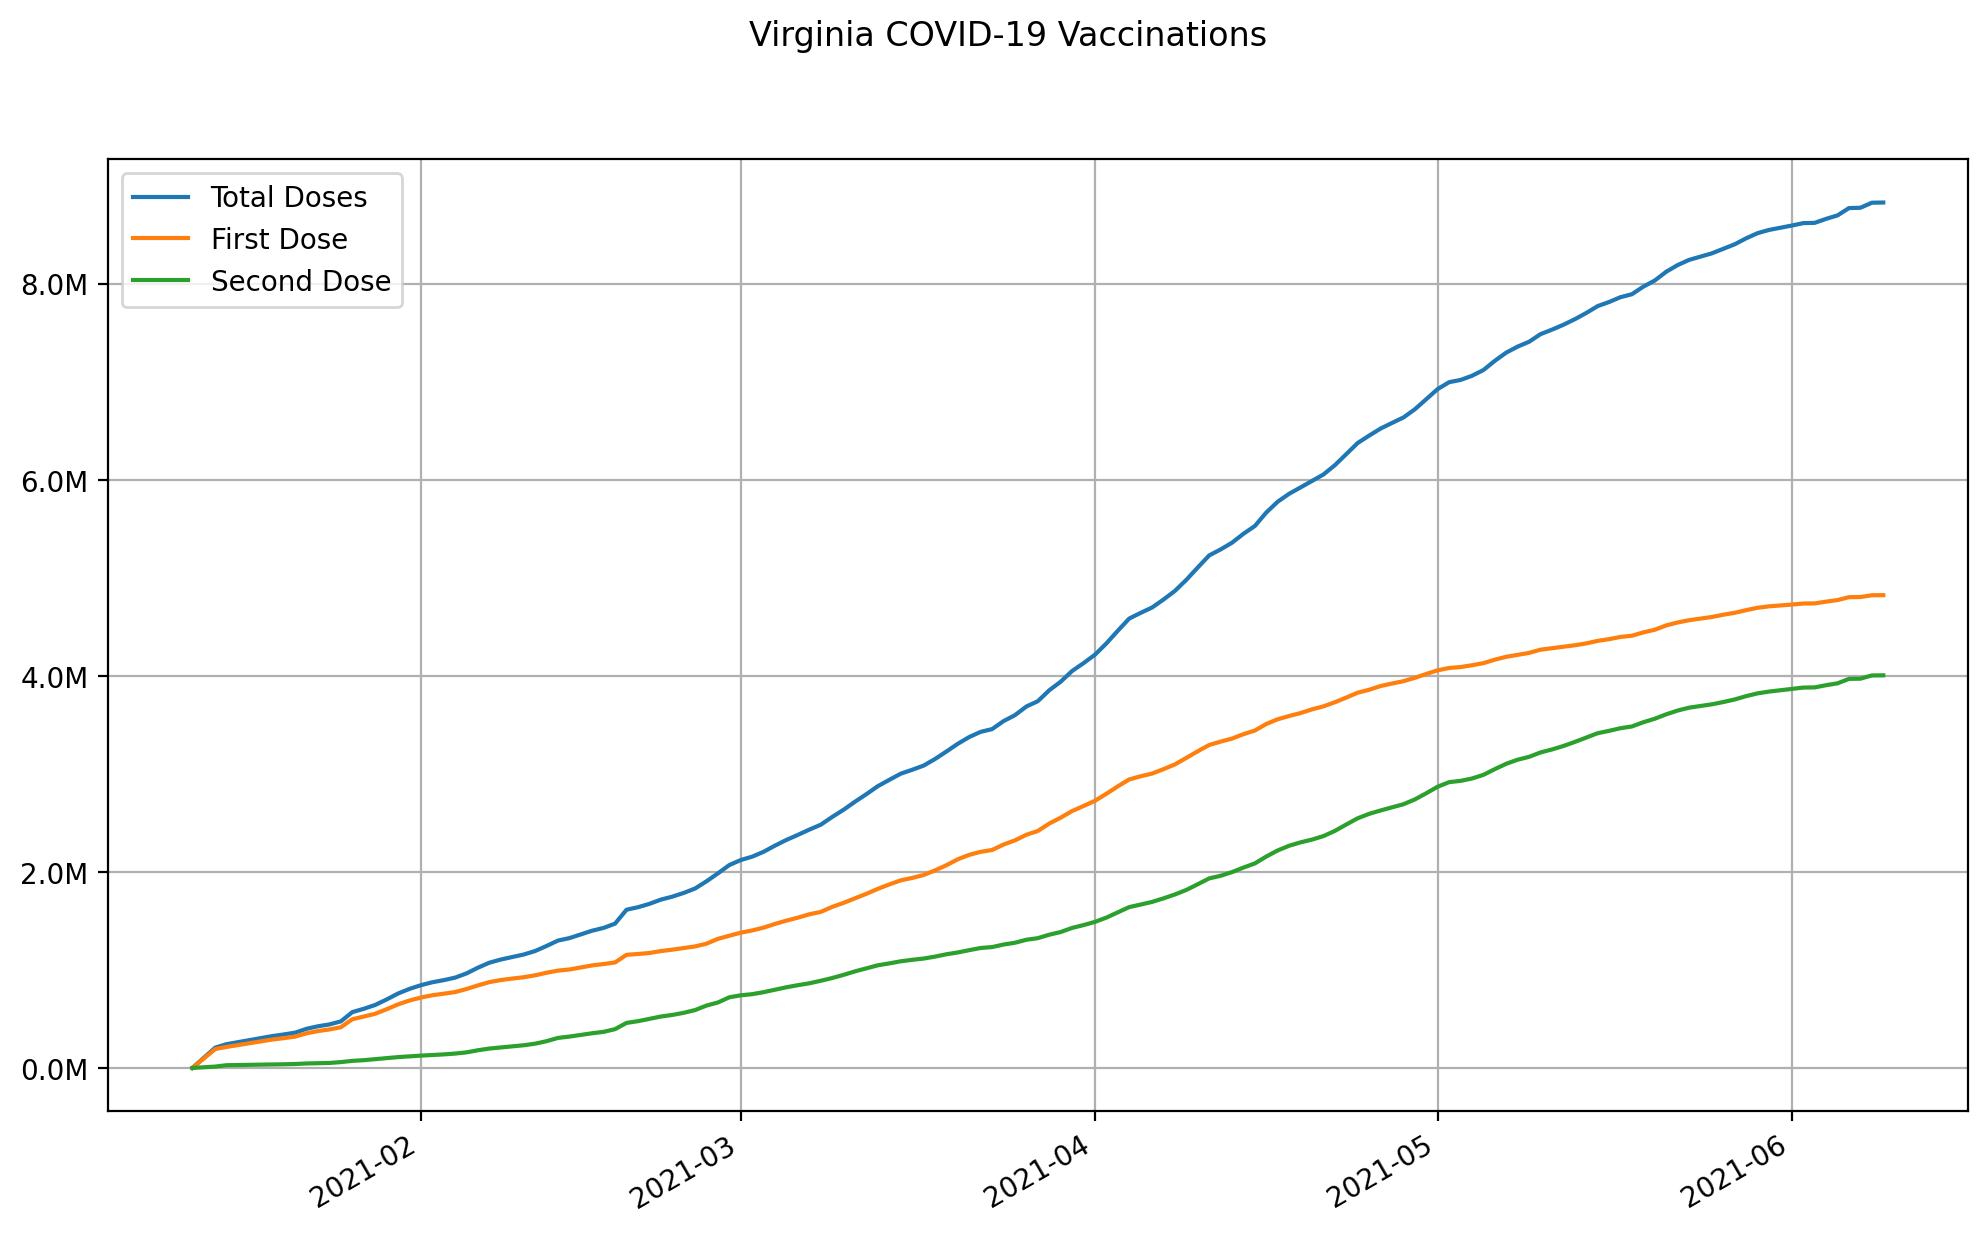 Virginia COVID-19 Vaccinations
Total Doses
First Dose
Second Dose
8.0M
6.0M
4.0M
2.0M
0.0M
2021-02
2021-03
2021-04
2021-05
2021-06